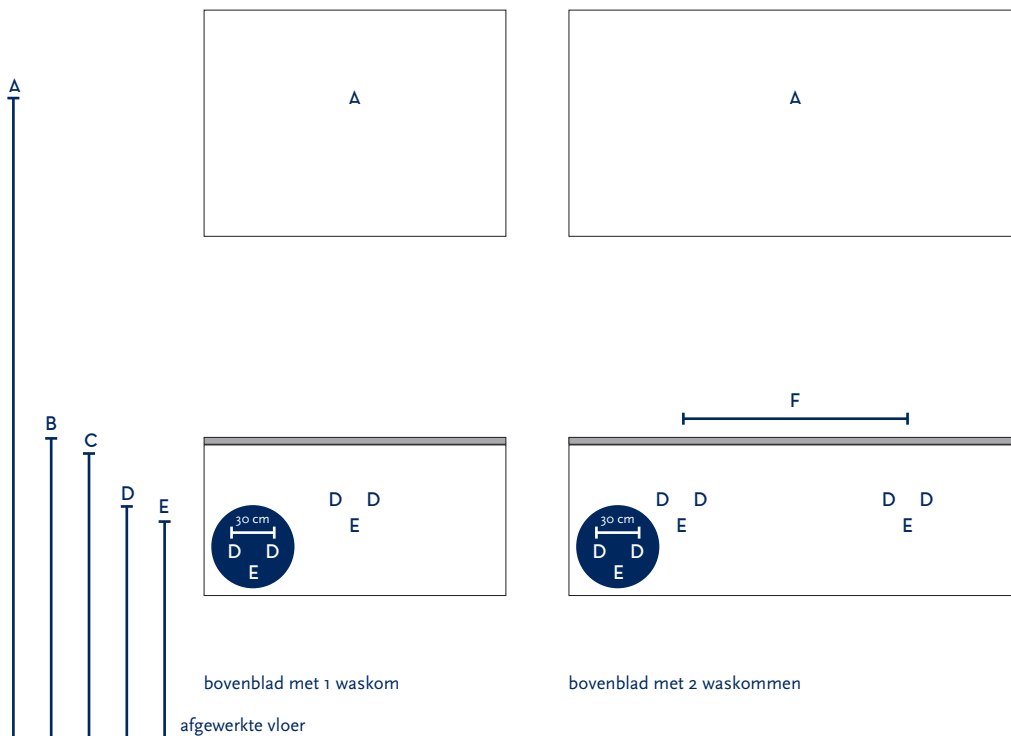 A
A
A
B
C
D
E
F
D D
E
30 cm
D D
E
D D
E
D D
E
30 cm
D D
E
bovenblad met 1 waskom
bovenblad met 2 waskommen
afgewerkte vloer